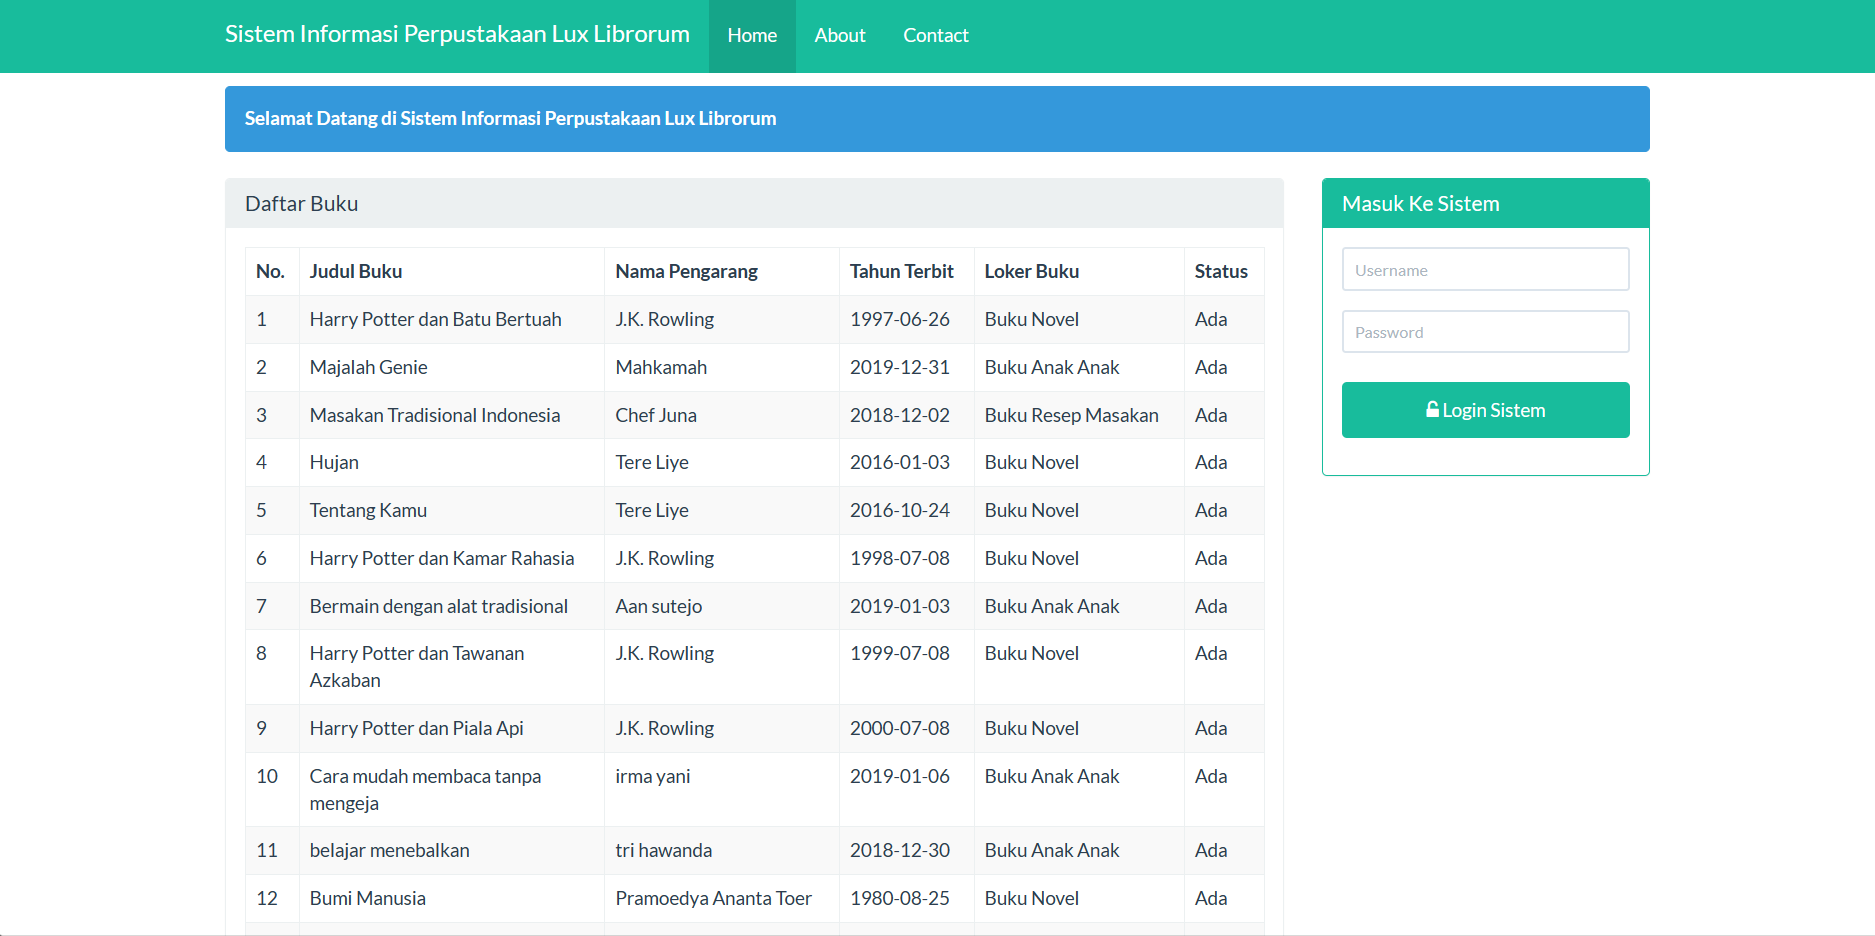 Sistem Informasi Perpustakaan Lux Librorum Home About Contact
Selamat Datang di Sistem Informasi Perpustakaan Lux Librorum
Daftar Buku
No. Judul Buku Nama Pengarang Tahun Terbit Loker Buku Status
1 Harry Potter dan Batu Bertuah J.K. Rowling 1997-06-26 Buku Novel Ada
2 Majalah Genie Mahkamah 2019-12-31 Buku Anak Anak Ada
3 Masakan Tradisional Indonesia Chef Juna 2018-12-02 Buku Resep Masakan Ada
4 Hujan Tere Liye 2016-01-03 Buku Novel Ada
5 Tentang Kamu Tere Liye 2016-10-24 Buku Novel Ada
6 Harry Potter dan Kamar Rahasia J.K. Rowling 1998-07-08 Buku Novel Ada
7 Bermain dengan alat tradisional Aan sutejo 2019-01-03 Buku Anak Anak Ada
8 Harry Potter dan Tawanan J.K. Rowling 1999-07-08 Buku Novel Ada
Azkaban
9 Harry Potter dan Piala Api J.K. Rowling 2000-07-08 Buku Novel Ada
10 Cara mudah membaca tanpa irma yani 2019-01-06 Buku Anak Anak Ada
mengeja
11 belajar menebalkan tri hawanda 2018-12-30 Buku Anak Anak Ada
12 Bumi Manusia Pramoedya Ananta Toer 1980-08-25 Buku Novel Ada
Masuk Ke Sistem
Username
Password
Login Sistem